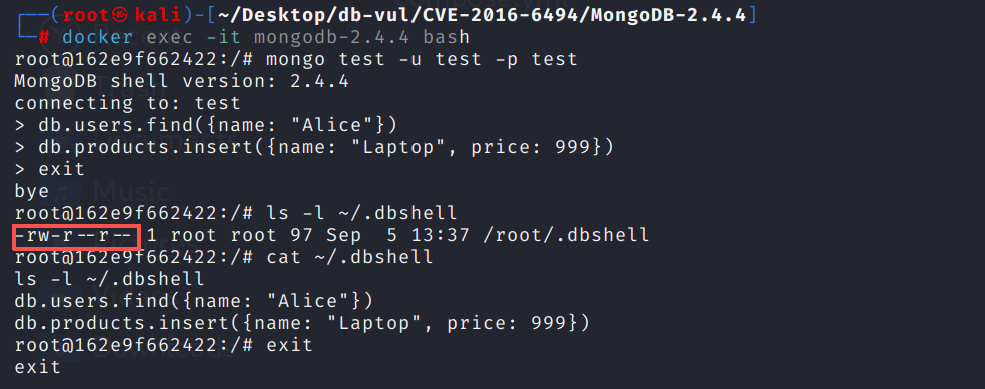 ┌──(root㉿kali)-[~/Desktop/db-vul/CVE-2016-6494/MongoDB-2.4.4]
└─# docker exec -it mongodb-2.4.4 bash
root@162e9f662422:/# mongo test -u test -p test
MongoDB shell version: 2.4.4
connecting to: test
> db.users.find({name: "Alice"})
> db.products.insert({name: "Laptop", price: 999})
> exit
bye
root@162e9f662422:/# ls -l ~/.dbshell
-rw-r--r-- 1 root root 97 Sep  5 13:37 /root/.dbshell
root@162e9f662422:/# cat ~/.dbshell
ls -l ~/.dbshell
db.users.find({name: "Alice"})
db.products.insert({name: "Laptop", price: 999})
root@162e9f662422:/# exit
exit